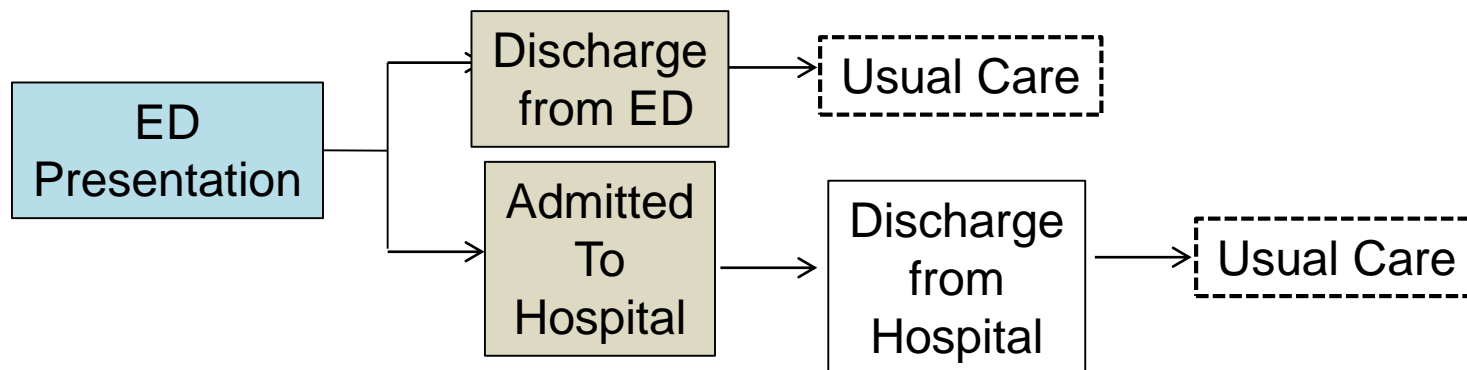 ED
Presentation
Discharge
from ED
Usual Care
Admitted
To
Hospital
Discharge
from
Hospital
Usual Care